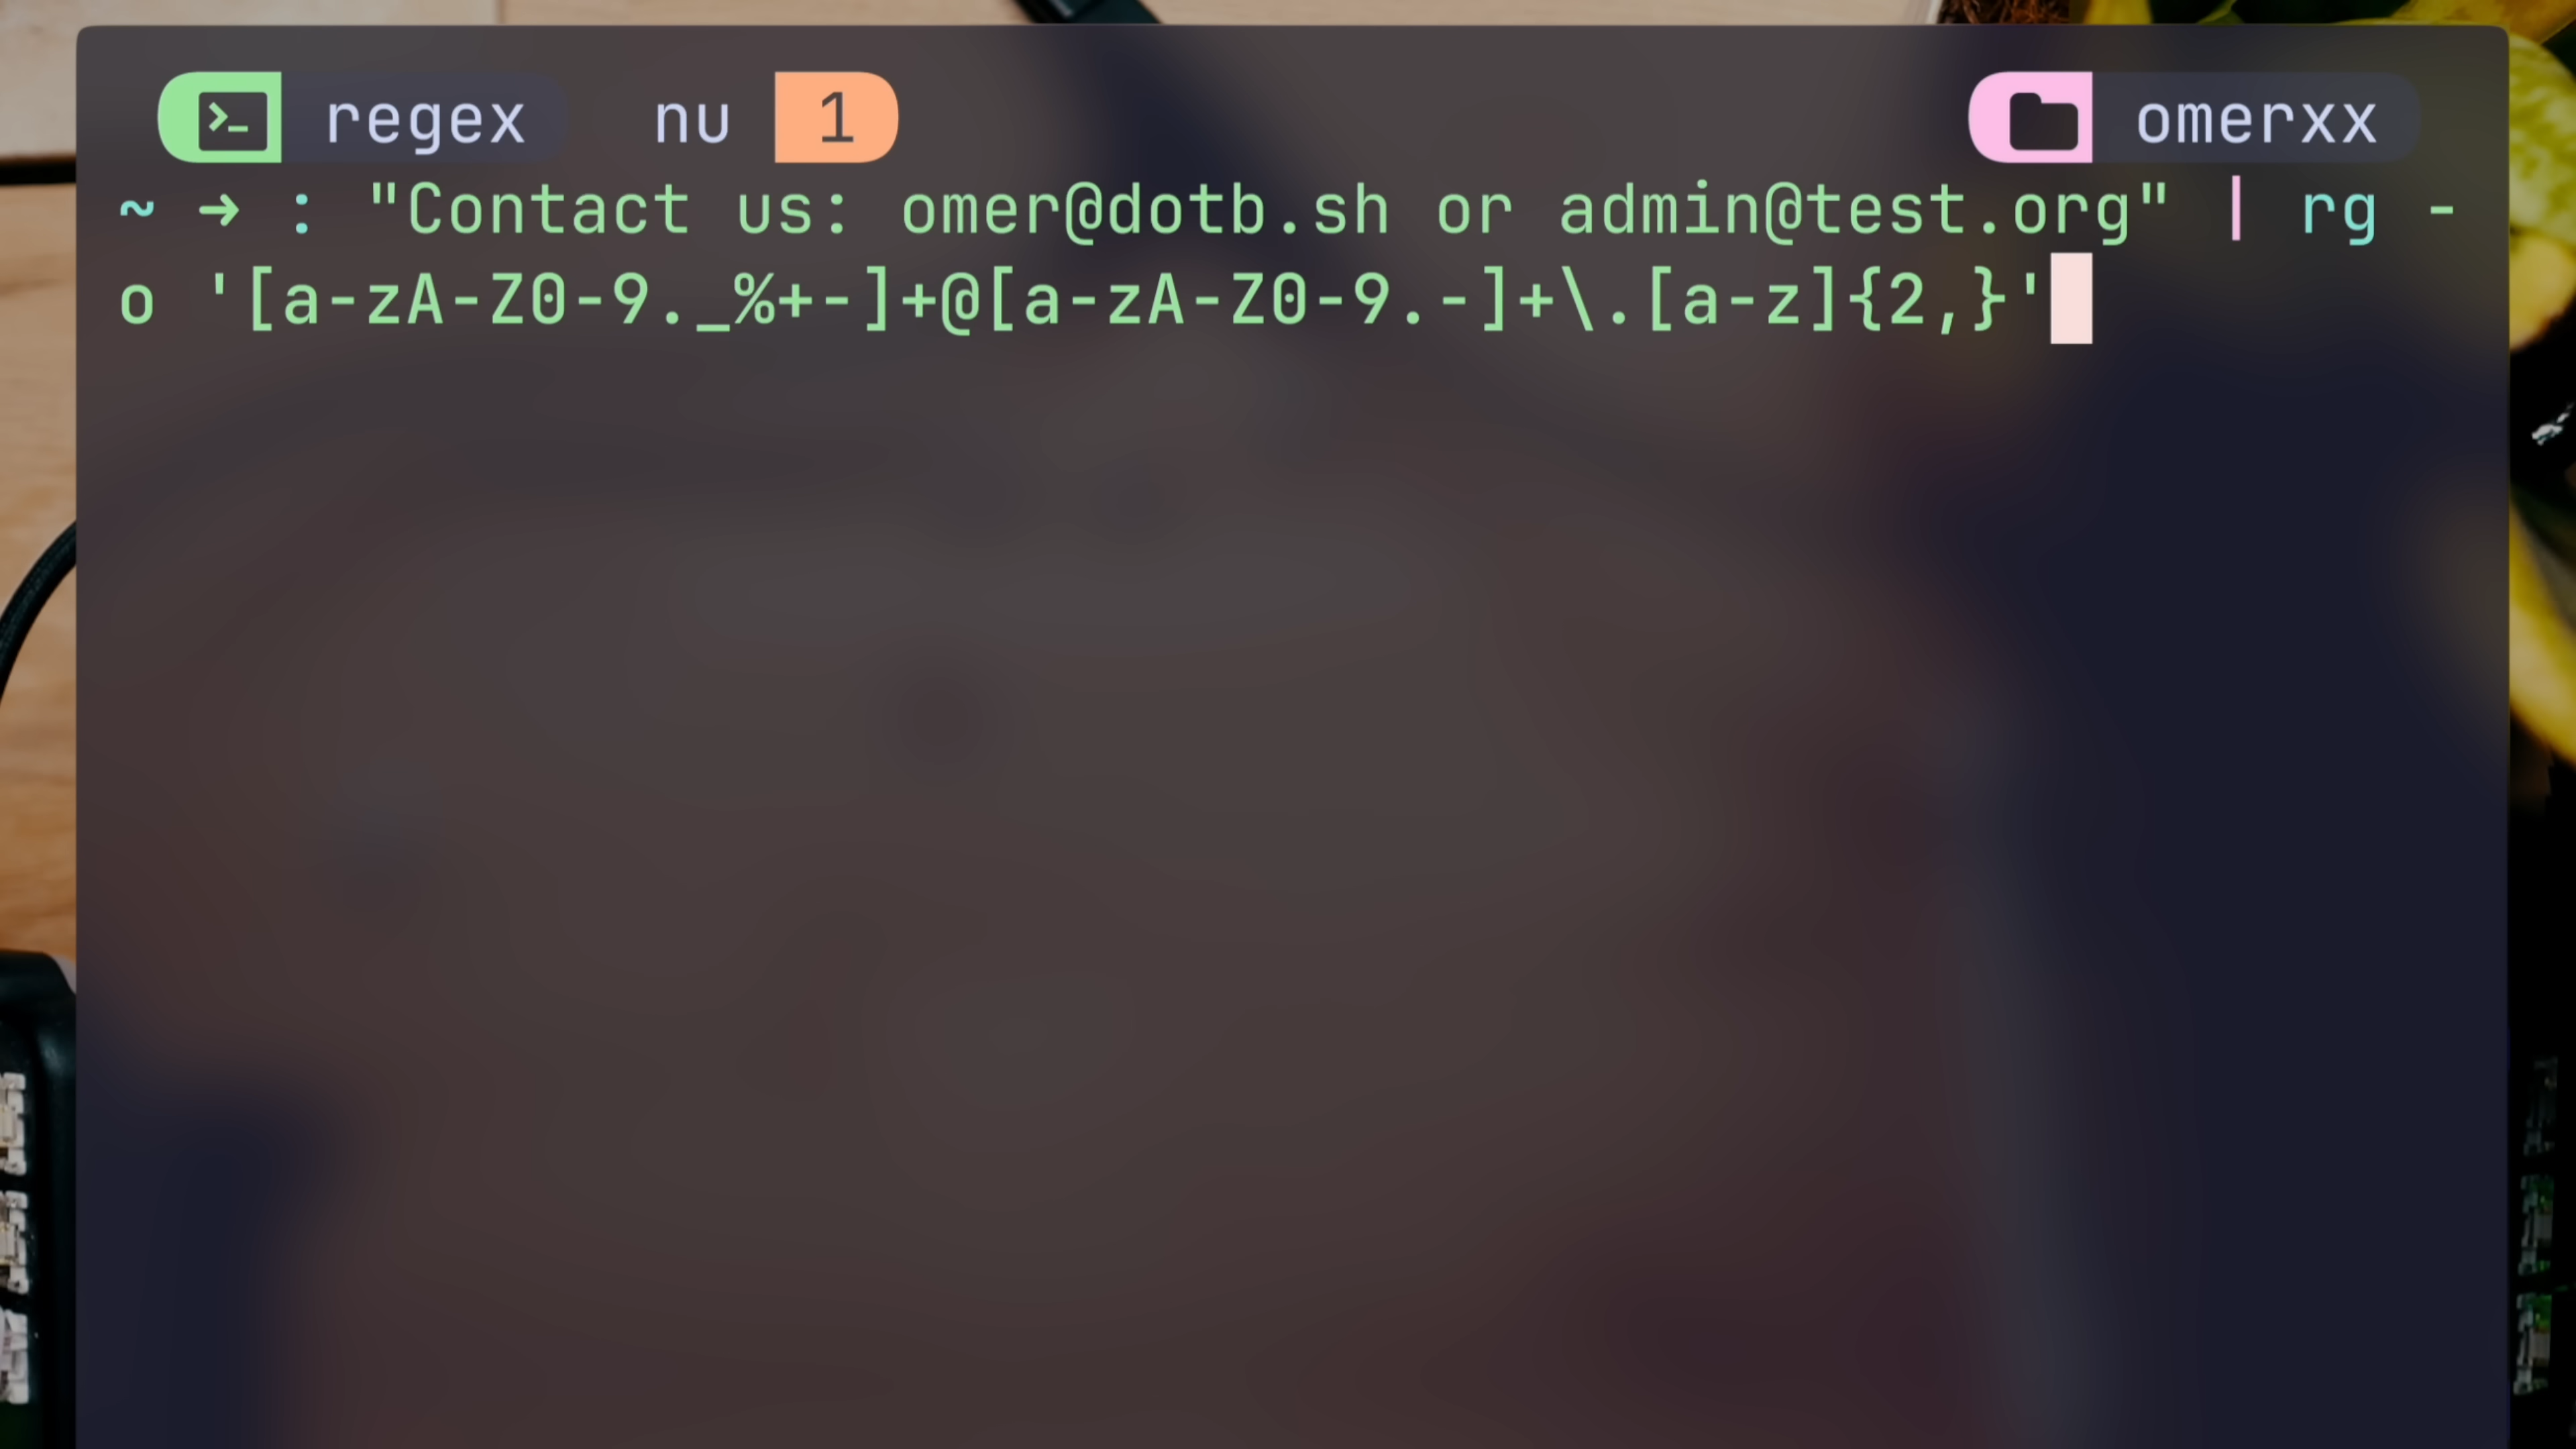 regex nu 1 omerxx
~ → : "Contact us: omer@dotb.sh or admin@test.org" | rg -
o '[a-zA-Z0-9._%+-]+@[a-zA-Z0-9.-]+\.[a-z]{2,}'